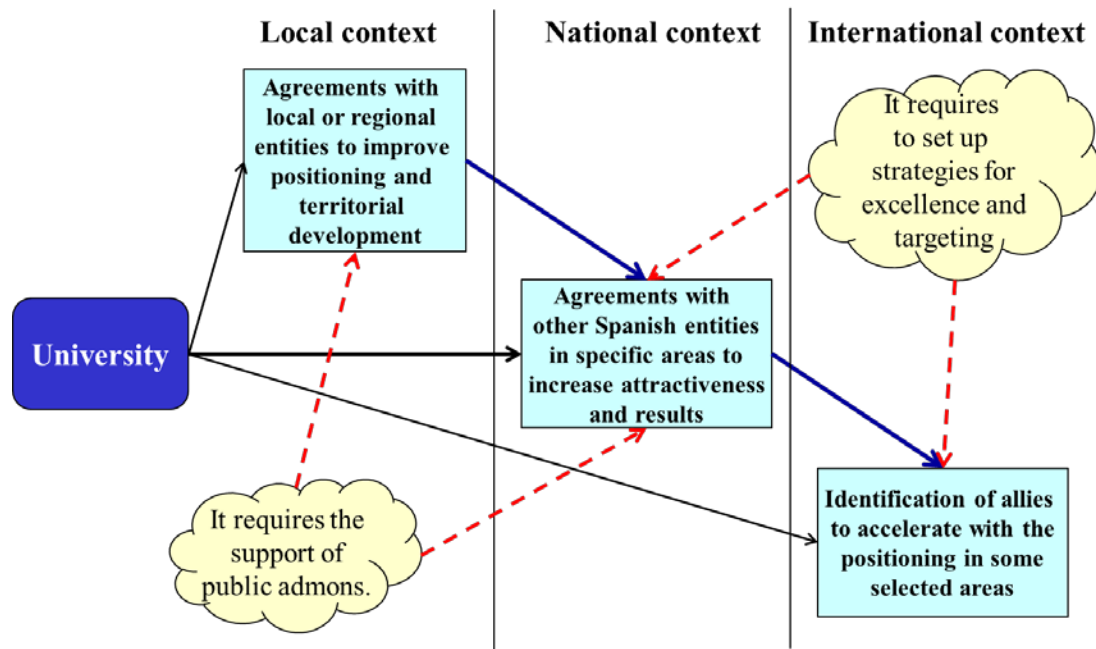 Local context
National context
International context
Agreements with
local or regional
entities to improve
positioning and
territorial
development
It requires
to set up
strategies for
excellence and
targeting
University
Agreements with
other Spanish entities
in specific areas to
increase attractiveness
and results
It requires the
support of
public admons.
Identification of allies
to accelerate with the
positioning in some
selected areas